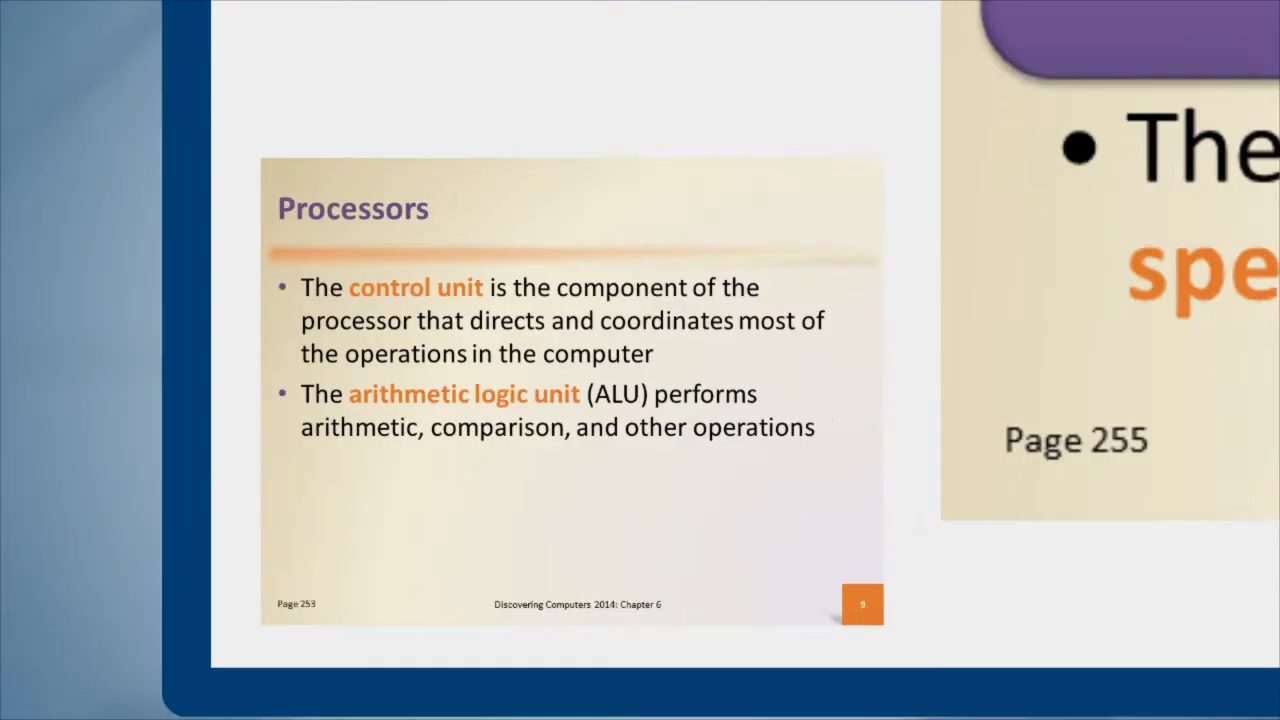 Processors
• The control unit is the component of the
processor that directs and coordinates most of
the operations in the computer
• The arithmetic logic unit (ALU) performs
arithmetic, comparison, and other operations
Page 253
Discovering Computers 2014: Chapter 6
9
• The
spe
Page 255